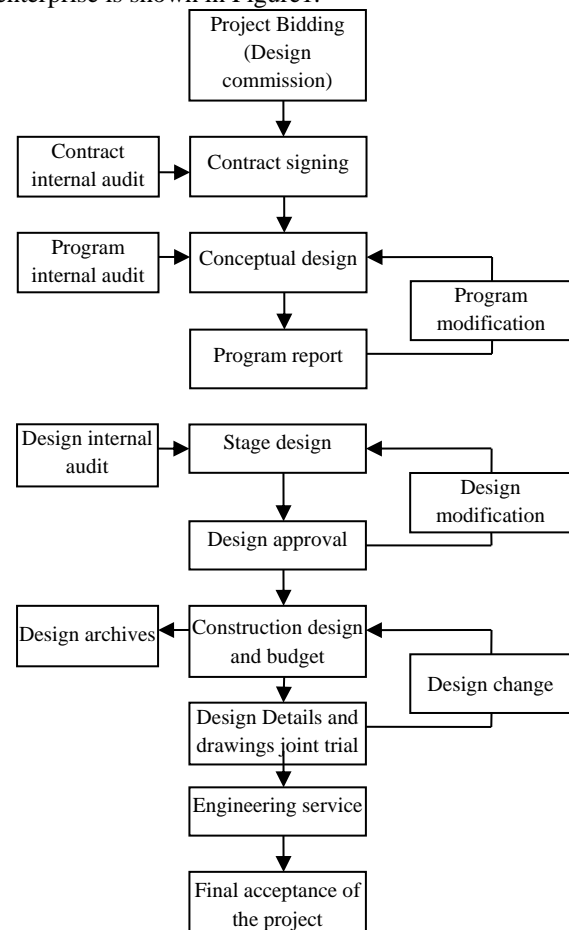 enterprise is shown in Figure1.
Project Bidding
(Design
commission)
Contract
internal audit
Contract signing
Program
internal audit
Conceptual design
Program
modification
Program report
Design internal
audit
Stage design
Design
modification
Design approval
Design archives
Construction design
and budget
Design change
Design Details and
drawings joint trial
Engineering service
Final acceptance of
the project